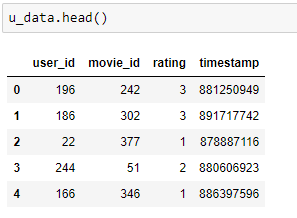 u_data.head()
user_id movie_id rating timestamp
0 196 242 3 881250949
1 186 302 3 891717742
2 22 377 1 878887116
3 244 51 2 880606923
4 166 346 1 886397596